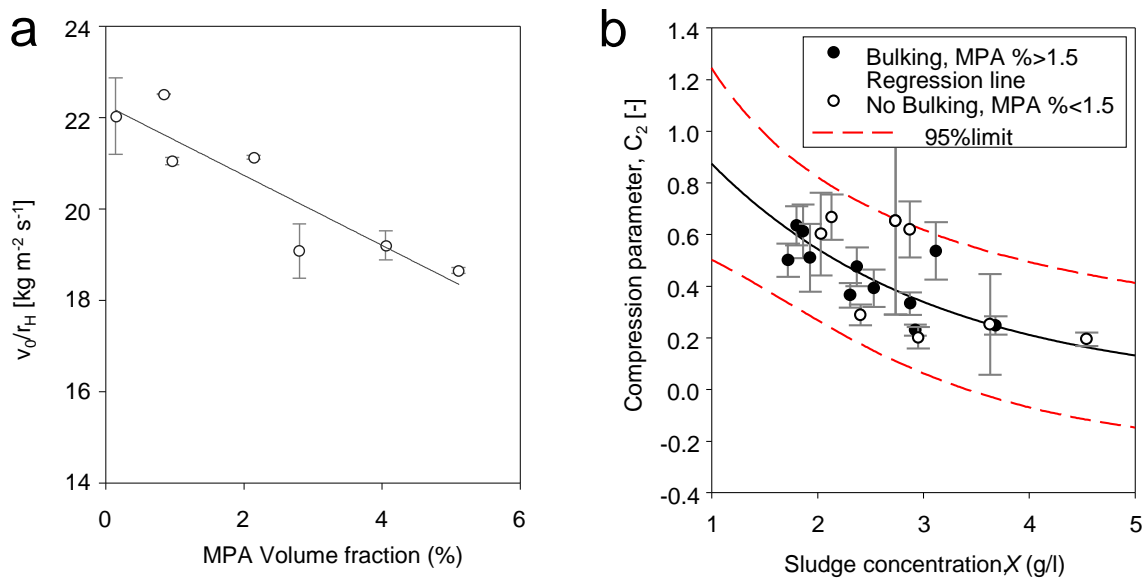 a
24
22
20
18
16
14
0
2
4
6
v₀/r_H [kg m-2 s-1]
MPA Volume fraction (%)
b
1.4
1.2
1.0
0.8
0.6
0.4
0.2
0.0
-0.2
-0.4
1
2
3
4
5
Compression parameter, C₂ [-]
Sludge concentration,X (g/l)
Bulking, MPA %>1.5
Regression line
No Bulking, MPA %<1.5
95%limit